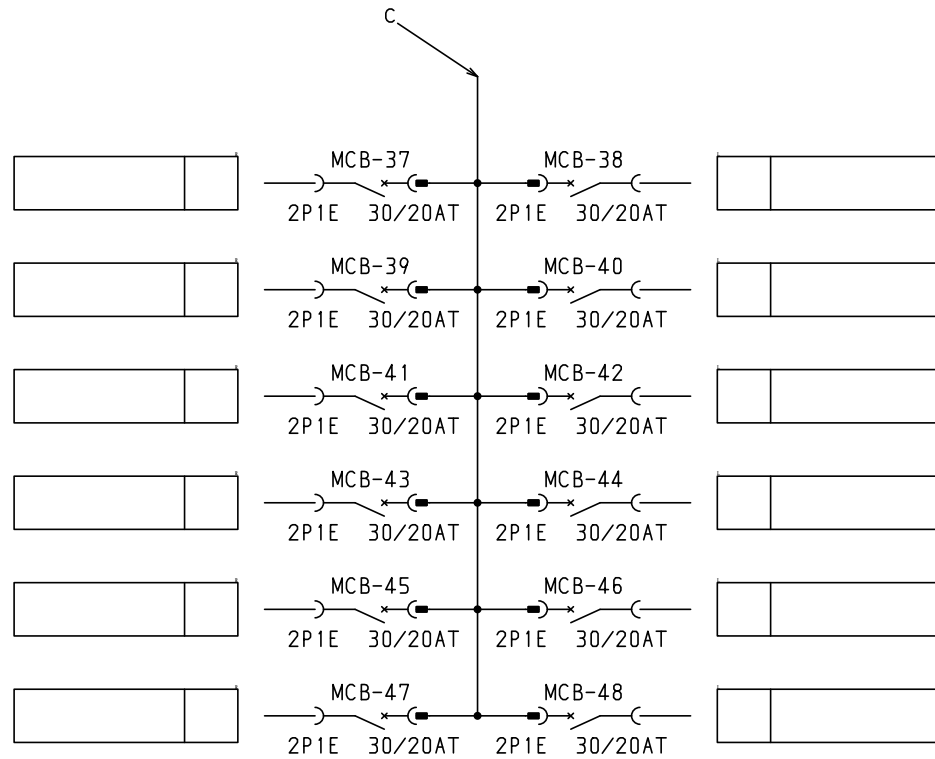 C
MCB-37 MCB-38
2P1E 30/20AT 2P1E 30/20AT
MCB-39 MCB-40
2P1E 30/20AT 2P1E 30/20AT
MCB-41 MCB-42
2P1E 30/20AT 2P1E 30/20AT
MCB-43 MCB-44
2P1E 30/20AT 2P1E 30/20AT
MCB-45 MCB-46
2P1E 30/20AT 2P1E 30/20AT
MCB-47 MCB-48
2P1E 30/20AT 2P1E 30/20AT